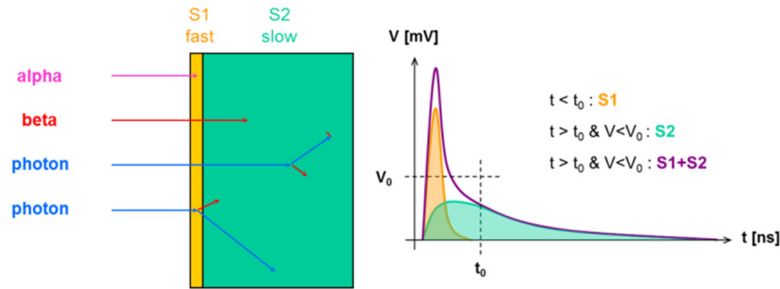 S1
fast
S2
slow
alpha
beta
photon
photon
V [mV]
V₀
t < t₀ : S1
t > t₀ & V<V₀ : S2
t > t₀ & V<V₀ : S1+S2
t₀
t [ns]